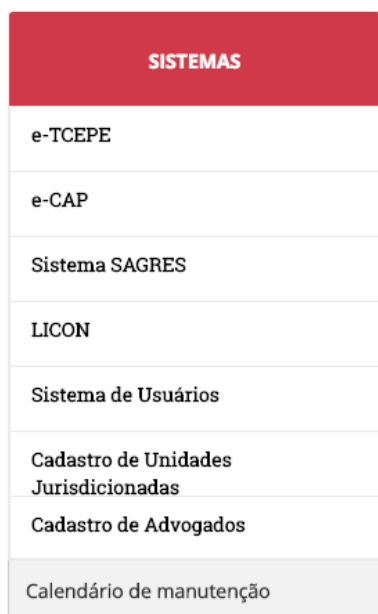 SISTEMAS
e-TCEPE
e-CAP
Sistema SAGRES
LICON
Sistema de Usuários
Cadastro de Unidades
Jurisdicionadas
Cadastro de Advogados
Calendário de manutenção